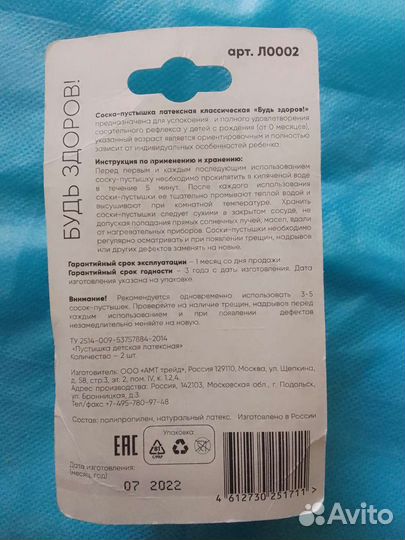 арт. Л0002
БУДЬ ЗДОРОВ!
Соска-пустышка латексная классическая «Будь здоров!»
предназначена для успокоения и полного удовлетворения
сосательного рефлекса у детей с рождения (от 0 месяцев),
указанный возраст является ориентировочным и полностью
зависит от индивидуальных особенностей ребенка.
Инструкция по применению и хранению:
Перед первым и каждым последующим использованием
соску-пустышку необходимо прокипятить в кипяченой воде
в течение 5 минут. После каждого использования
соски-пустышки ее тщательно промывают теплой водой и
высушивают при комнатной температуре. Хранить
соски-пустышки следует сухими в закрытом сосуде, не
допуская попадания прямых солнечных лучей, масел, вдали
от нагревательных приборов. Соски-пустышки необходимо
регулярно осматривать и при появлении трещин, надрывов
или других дефектов заменять на новую.
Гарантийный срок эксплуатации – 1 месяц со дня продажи
Гарантийный срок годности – 3 года с даты изготовления. Дата
изготовления указана на упаковке.
Внимание! Рекомендуется одновременно использовать 3-5
сосок-пустышек. Проверяйте на наличие трещин, надрывов перед
каждым использованием и при появлении дефектов
незамедлительно меняйте на новую.
ТУ 2514-009-53757884-2014
«Пустышка детская латексная»
Количество – 2 шт.
Изготовитель: ООО «АМТ трейд», Россия 129110, Москва, ул. Щепкина,
д. 58, стр.3, эт. 2, пом. IV, к. 1,2,4.
Адрес производства: Россия, 142103, Московская обл., г. Подольск,
ул. Бронницкая, д.3.
Тел/факс +7-495-780-97-48
Состав: полипропилен, натуральный латекс. Изготовлено в России
EAC
Упаковка
Дата изготовления:
(месяц, год)
07 2022
4 612730 251711 >
Avito